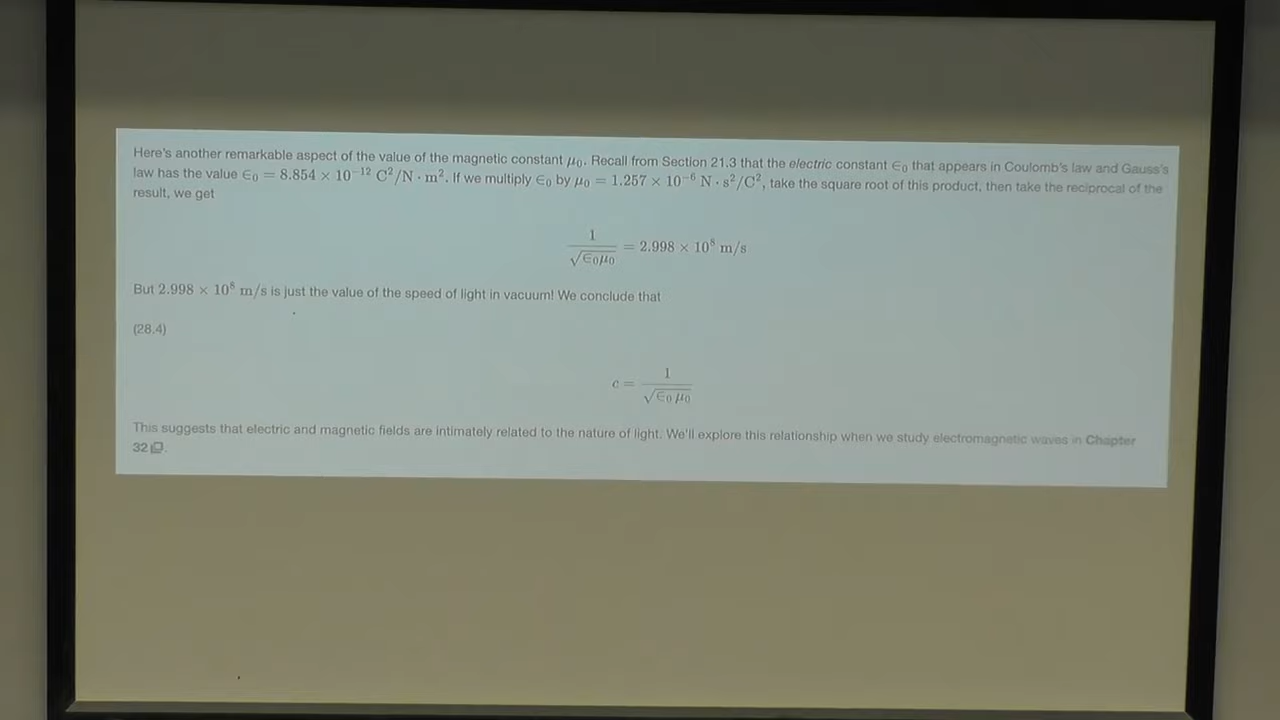 Here's another remarkable aspect of the value of the magnetic constant μ₀. Recall from Section 21.3 that the electric constant ϵ₀ that appears in Coulomb's law and Gauss's
law has the value ϵ₀ = 8.854 × 10⁻¹² C²/N · m². If we multiply ϵ₀ by μ₀ = 1.257 × 10⁻⁶ N · s²/C², take the square root of this product, then take the reciprocal of the
result, we get
1/√(ϵ₀μ₀) = 2.998 × 10⁸ m/s
But 2.998 × 10⁸ m/s is just the value of the speed of light in vacuum! We conclude that
(28.4)
c = 1/√(ϵ₀ μ₀)
This suggests that electric and magnetic fields are intimately related to the nature of light. We'll explore this relationship when we study electromagnetic waves in Chapter
32.